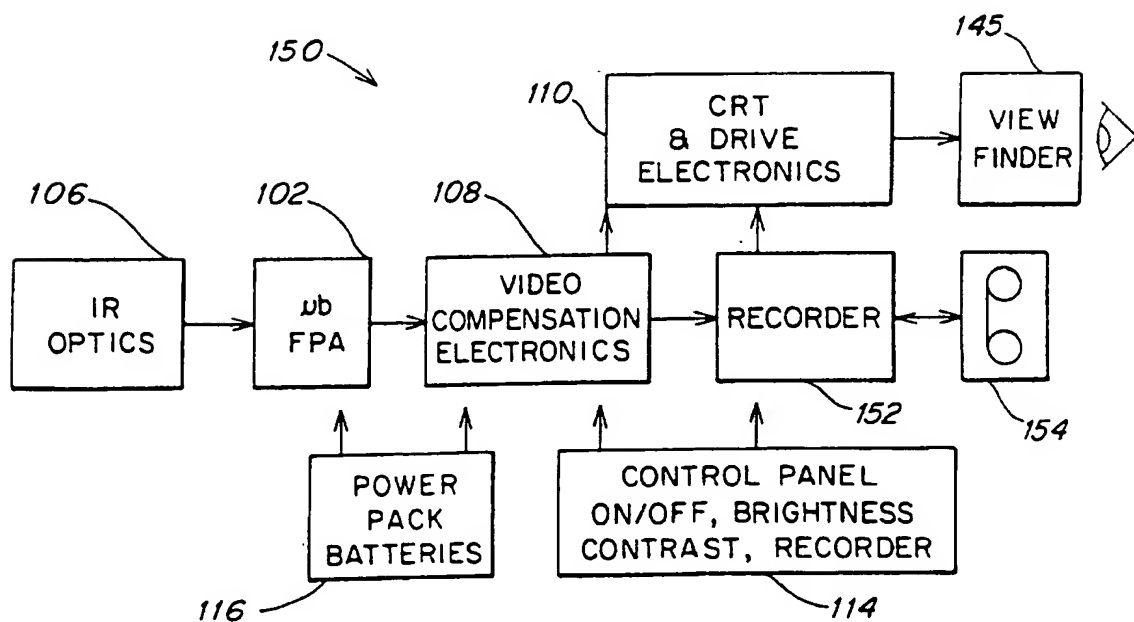 150
145
110
CRT
& DRIVE
ELECTRONICS
VIEW
FINDER
106
102
108
IR
OPTICS
μb
FPA
VIDEO
COMPENSATION
ELECTRONICS
RECORDER
152
154
POWER
PACK
BATTERIES
CONTROL PANEL
ON/OFF, BRIGHTNESS
CONTRAST, RECORDER
116
114